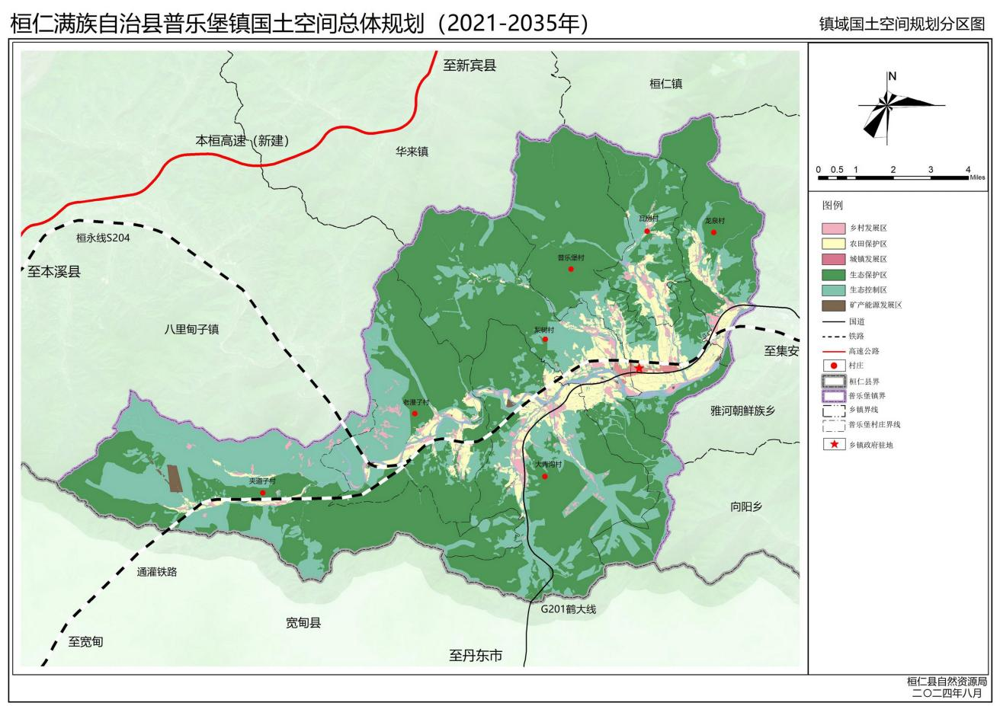 桓仁满族自治县普乐堡镇国土空间总体规划（2021-2035年）
镇域国土空间规划分区图
至新宾县
桓仁镇
本桓高速（新建）
华来镇
桓永线S204
至本溪县
八里甸子镇
瓦房村
龙泉村
普乐堡村
梨树村
至集安
老漫子村
雅河朝鲜族乡
大青沟村
夹道子村
向阳乡
通灌铁路
G201鹤大线
宽甸县
至宽甸
至丹东市
N
0 0.5 1 2 3 4
Miles
图例
乡村发展区
农田保护区
城镇发展区
生态保护区
生态控制区
矿产能源发展区
国道
铁路
高速公路
村庄
桓仁县界
普乐堡镇界
乡镇界线
普乐堡村庄界线
乡镇政府驻地
桓仁县自然资源局
二〇二四年八月